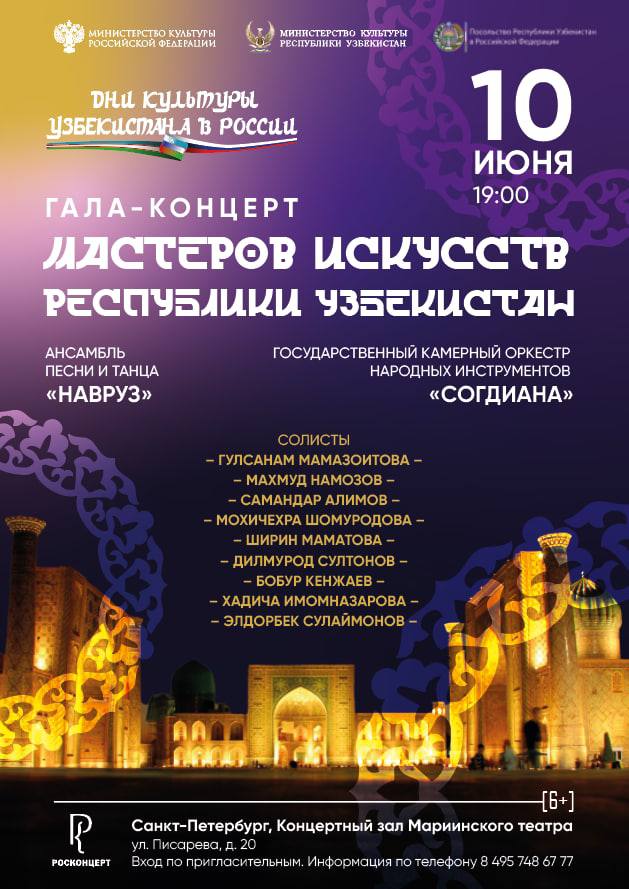 МИНИСТЕРСТВО КУЛЬТУРЫ
РОССИЙСКОЙ ФЕДЕРАЦИИ
МИНИСТЕРСТВО КУЛЬТУРЫ
РЕСПУБЛИКИ УЗБЕКИСТАН
Посольство Республики Узбекистан
в Российской Федерации
ДНИ КУЛЬТУРЫ
УЗБЕКИСТАНА В РОССИИ
10
ИЮНЯ
19:00
ГАЛА-КОНЦЕРТ
МАСТЕРОВ ИСКУССТВ
РЕСПУБЛИКИ УЗБЕКИСТАН
АНСАМБЛЬ
ПЕСНИ И ТАНЦА
«НАВРУЗ»
ГОСУДАРСТВЕННЫЙ КАМЕРНЫЙ ОРКЕСТР
НАРОДНЫХ ИНСТРУМЕНТОВ
«СОГДИАНА»
СОЛИСТЫ
– ГУЛСАНАМ МАМАЗОИТОВА –
– МАХМУД НАМОЗОВ –
– САМАНДАР АЛИМОВ –
– МОХИЧЕХРА ШОМУРОДОВА –
– ШИРИН МАМАТОВА –
– ДИЛМУРОД СУЛТОНОВ –
– БОБУР КЕНЖАЕВ –
– ХАДИЧА ИМОМНАЗАРОВА –
– ЭЛДОРБЕК СУЛАЙМОНОВ –
[6+]
РОСКОНЦЕРТ
Санкт-Петербург, Концертный зал Мариинского театра
ул. Писарева, д. 20
Вход по пригласительным. Информация по телефону 8 495 748 67 77